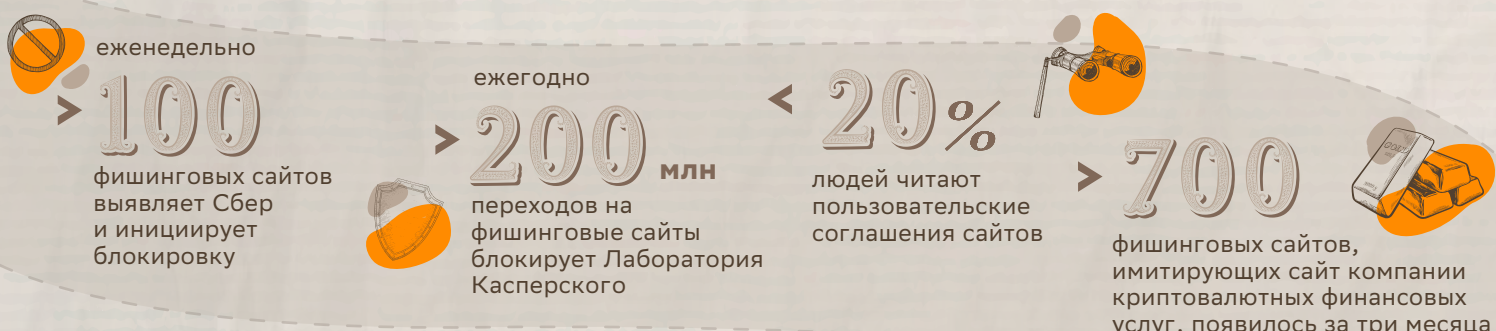 еженедельно
> 100
фишинговых сайтов
выявляет Сбер
и инициирует
блокировку
ежегодно
> 200 млн
переходов на
фишинговые сайты
блокирует Лаборатория
Касперского
< 20%
людей читают
пользовательские
соглашения сайтов
> 700
фишинговых сайтов,
имитирующих сайт компании
криптовалютных финансовых
услуг, появилось за три месяца